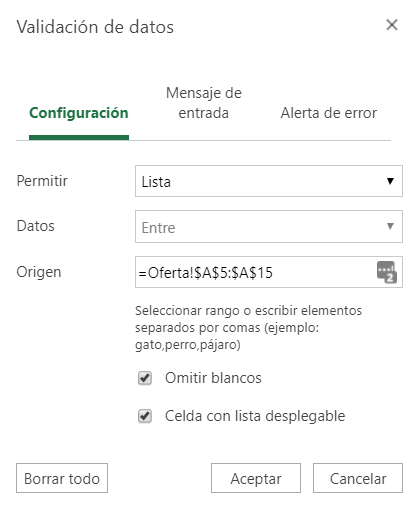 Validación de datos
Configuración
Mensaje de
entrada
Alerta de error
Permitir
Lista
Datos
Entre
Origen
=Oferta!$A$5:$A$15
2
Seleccionar rango o escribir elementos
separados por comas (ejemplo:
gato,perro,pájaro)
Omitir blancos
Celda con lista desplegable
Borrar todo
Aceptar
Cancelar